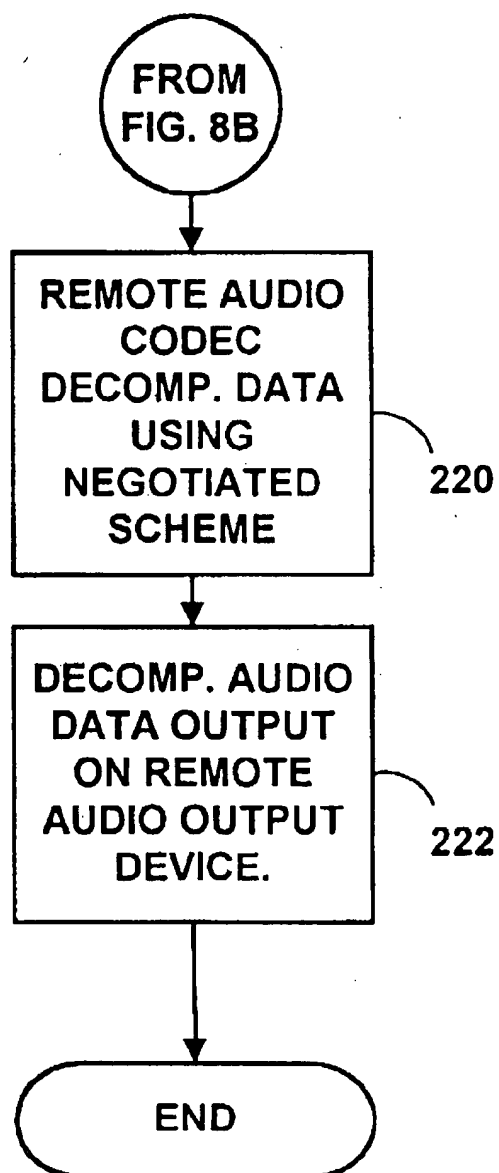 FROM
FIG. 8B
REMOTE AUDIO
CODEC
DECOMP. DATA
USING
NEGOTIATED
SCHEME
220
DECOMP. AUDIO
DATA OUTPUT
ON REMOTE
AUDIO OUTPUT
DEVICE.
222
END